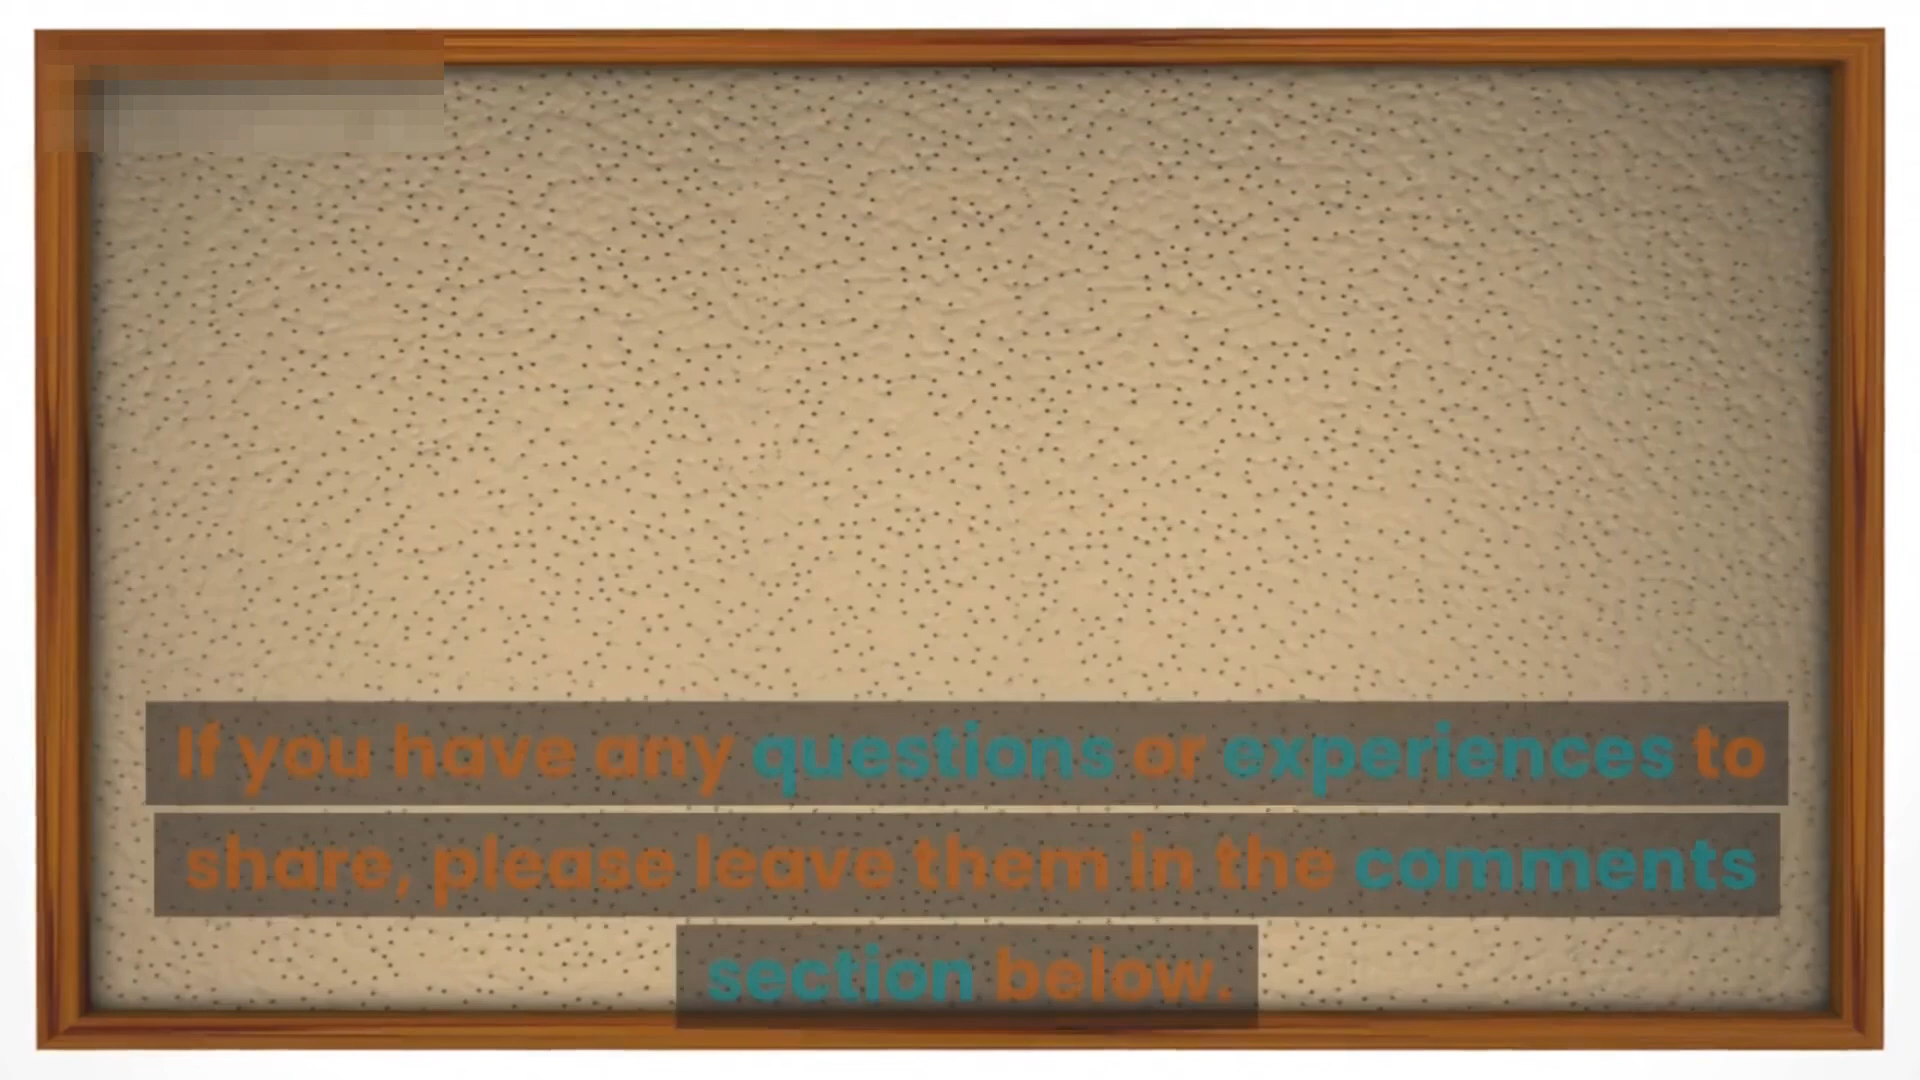 If you have any questions or experiences to
share, please leave them in the comments
section below.